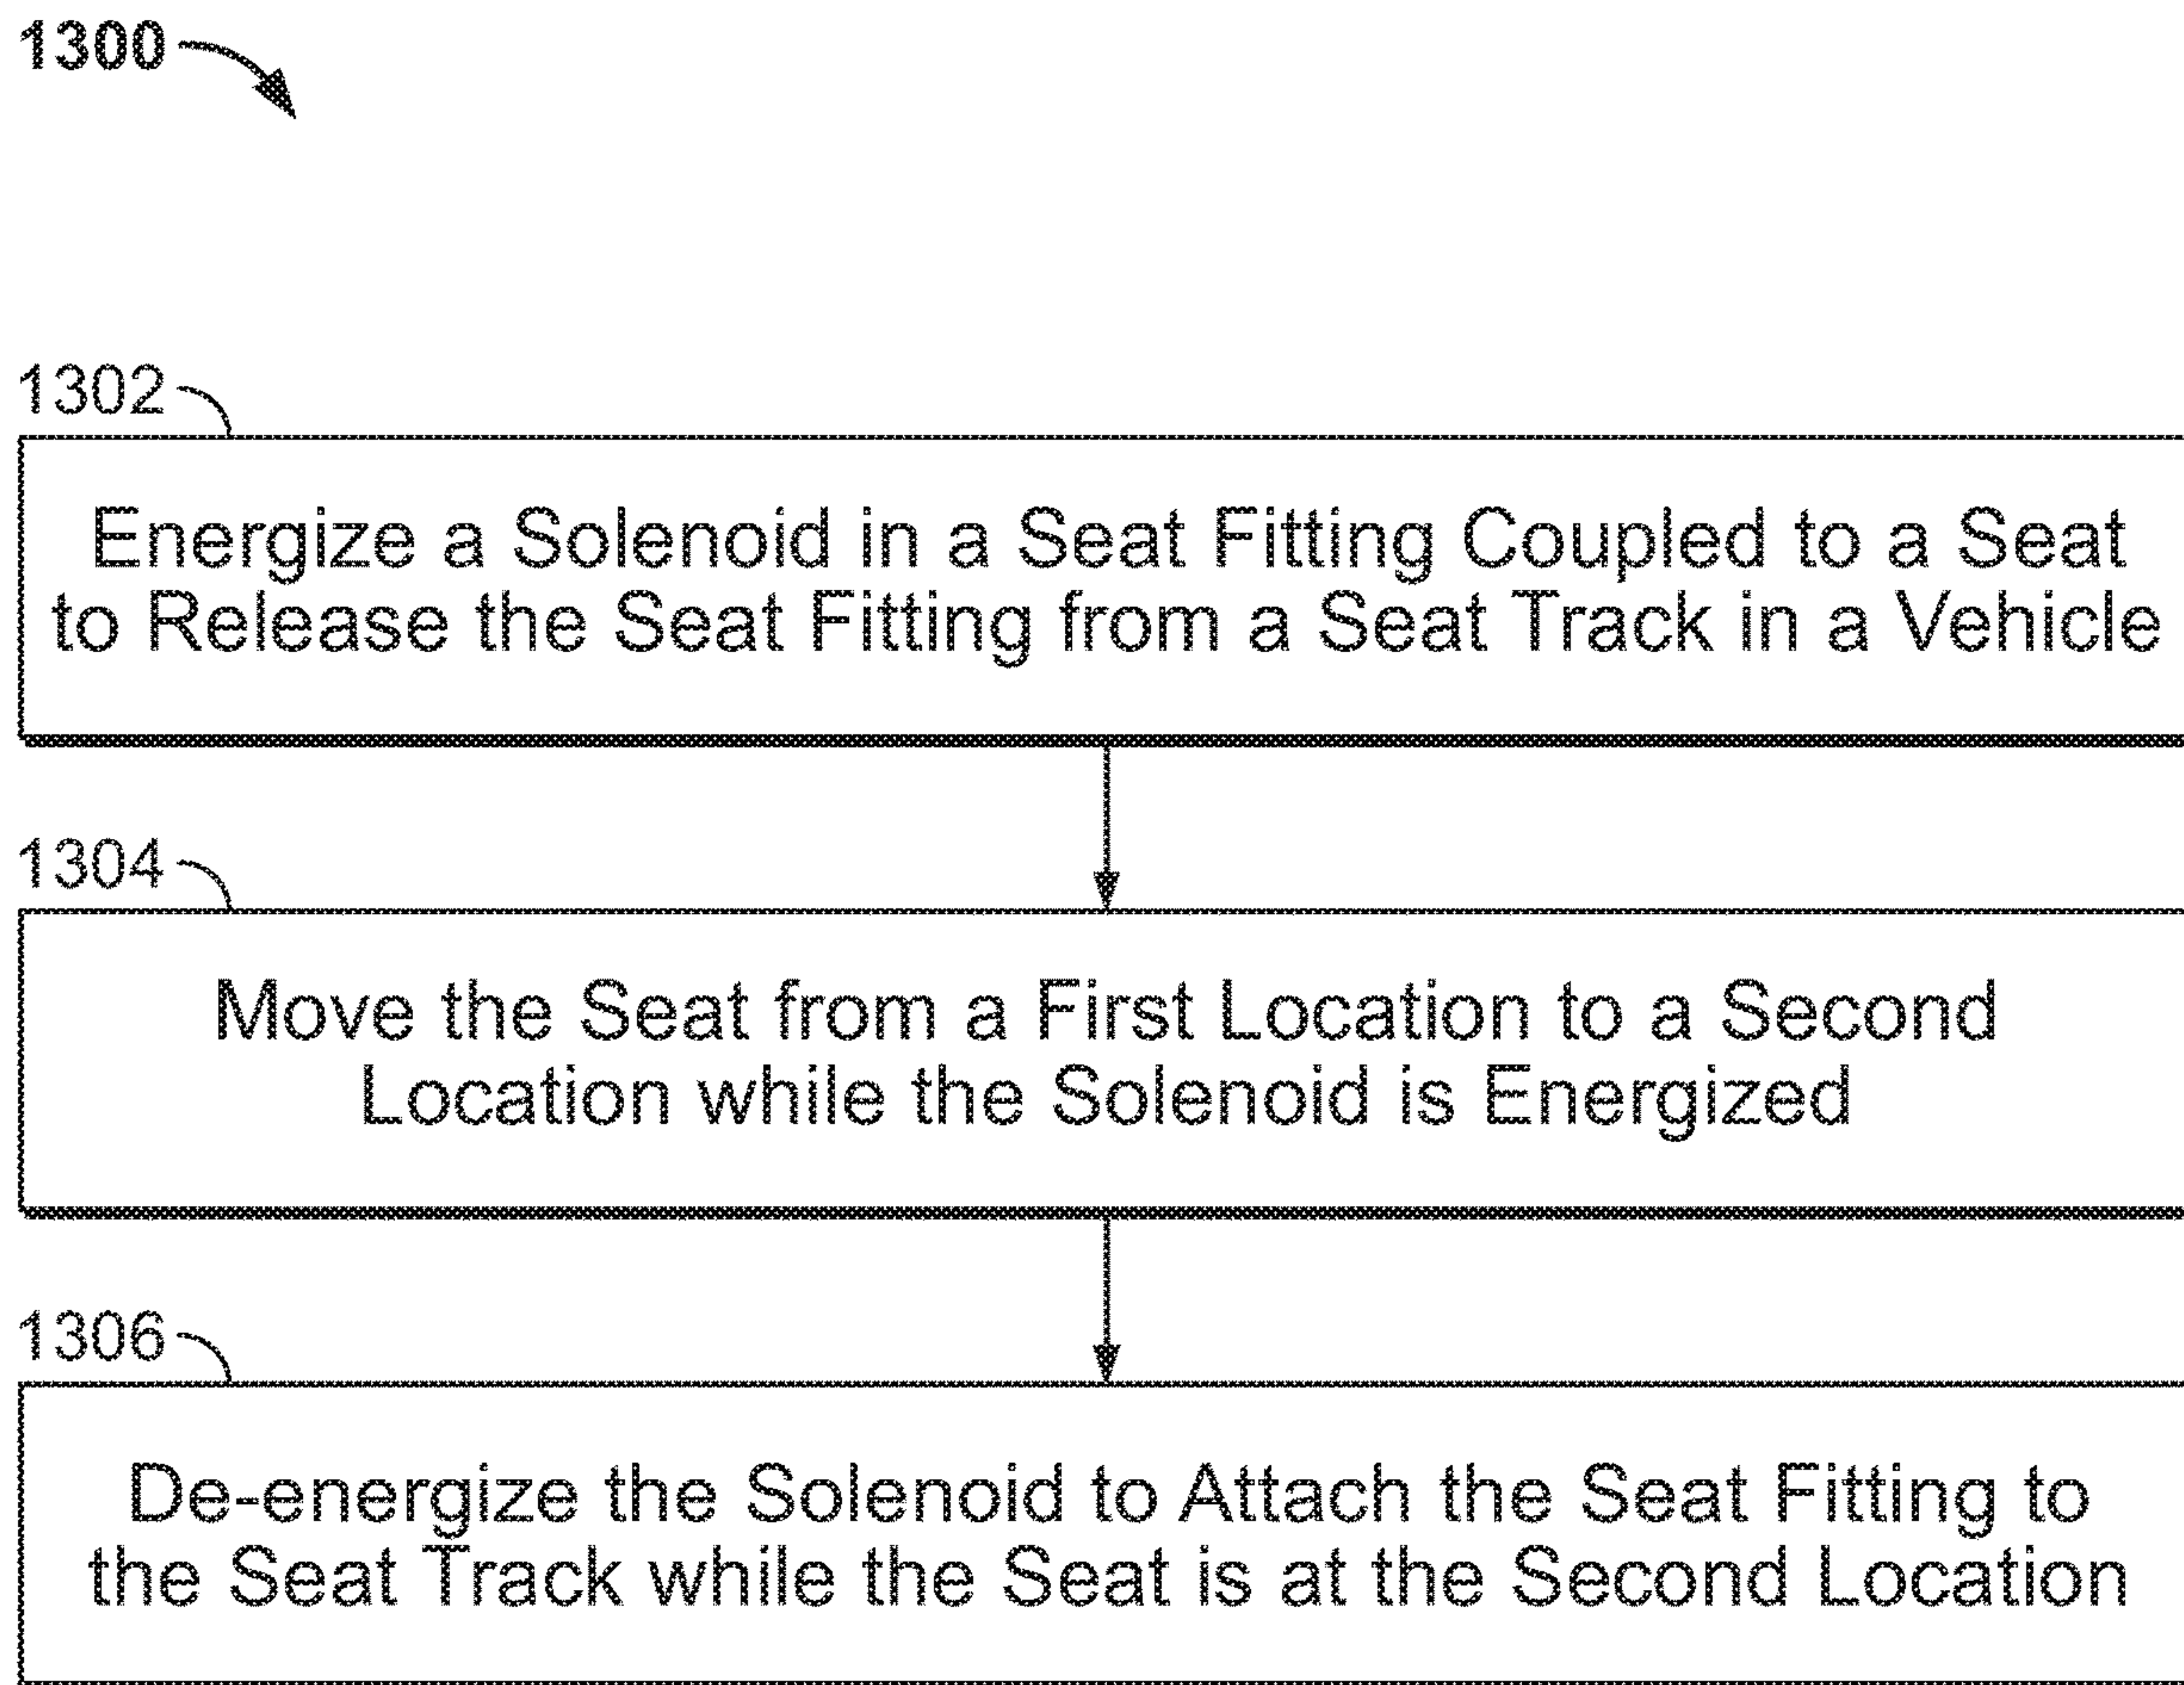 1300
1302
Energize a Solenoid in a Seat Fitting Coupled to a Seat
to Release the Seat Fitting from a Seat Track in a Vehicle
1304
Move the Seat from a First Location to a Second
Location while the Solenoid is Energized
1306
De-energize the Solenoid to Attach the Seat Fitting to
the Seat Track while the Seat is at the Second Location